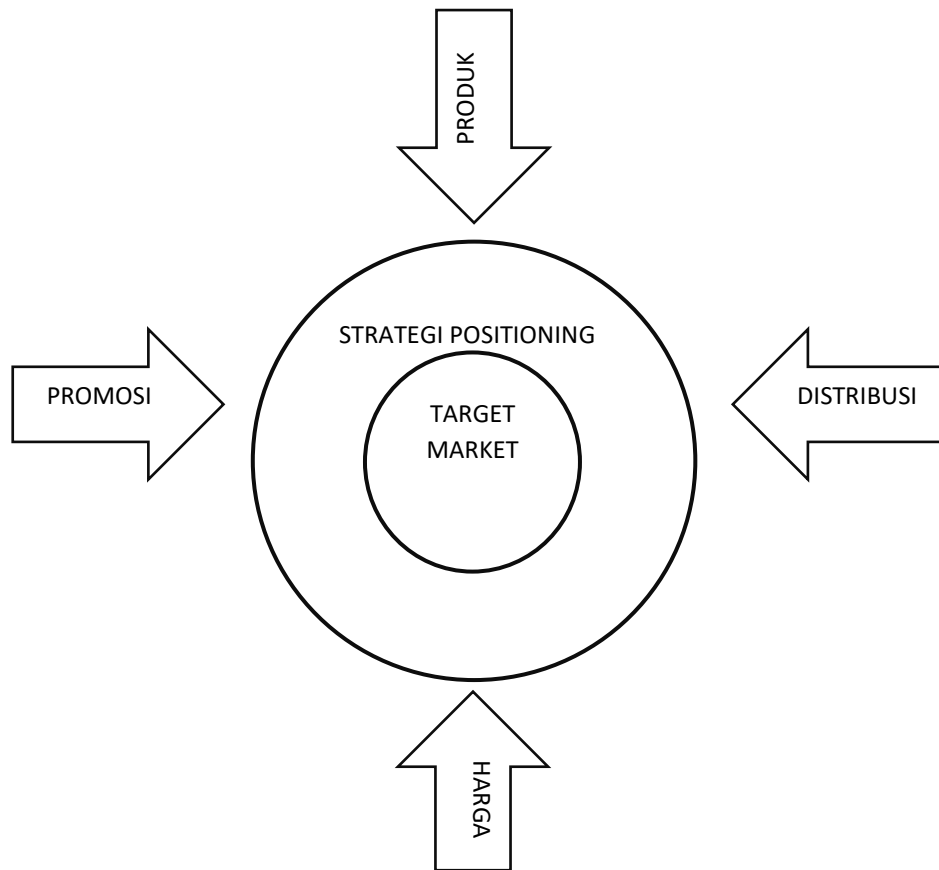 PRODUK
STRATEGI POSITIONING
PROMOSI
TARGET
MARKET
DISTRIBUSI
HARGA